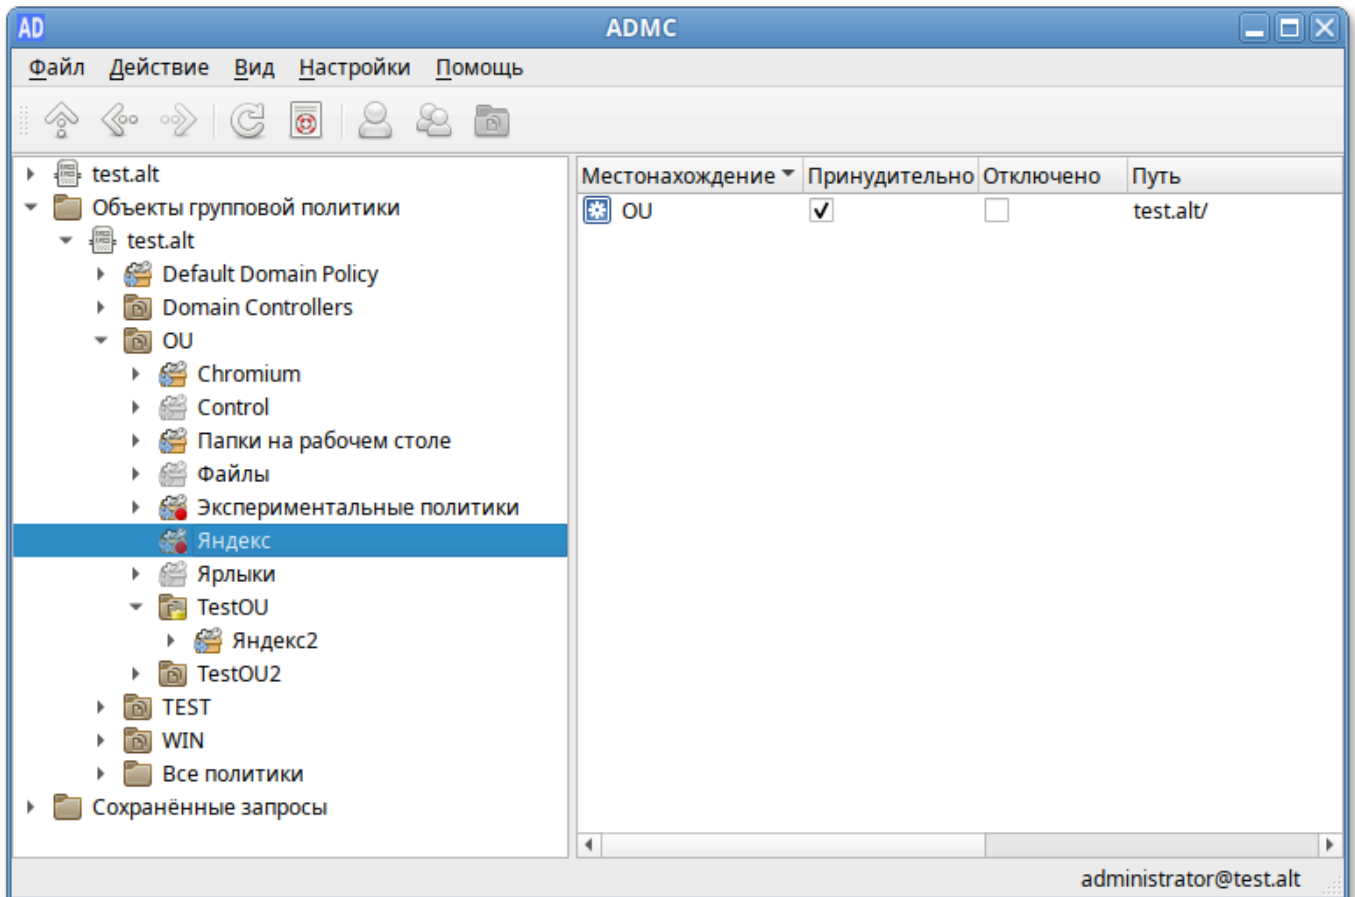 AD ADMC
Файл Действие Вид Настройки Помощь
Местонахождение Принудительно Отключено Путь
OU test.alt/
test.alt
Объекты групповой политики
test.alt
Default Domain Policy
Domain Controllers
OU
Chromium
Control
Папки на рабочем столе
Файлы
Экспериментальные политики
Яндекс
Ярлыки
TestOU
Яндекс2
TestOU2
TEST
WIN
Все политики
Сохранённые запросы
administrator@test.alt